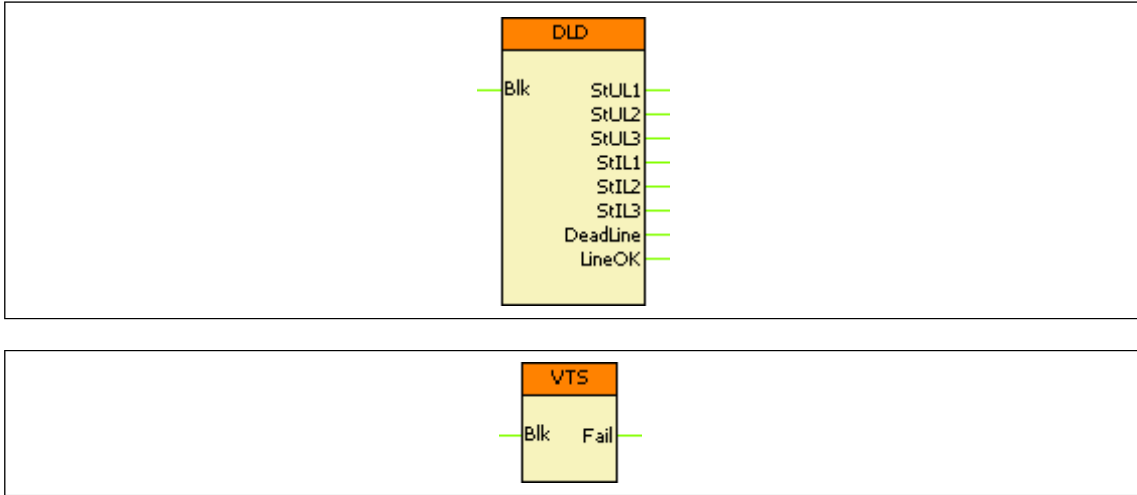 DLD
Blk StUL1
StUL2
StUL3
StIL1
StIL2
StIL3
DeadLine
LineOK
VTS
Blk Fail